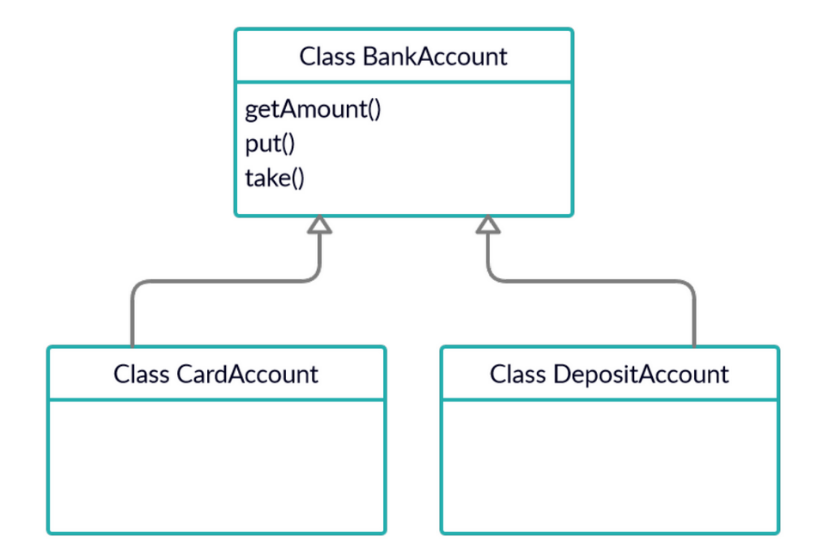 Class BankAccount
getAmount()
put()
take()
Class CardAccount
Class DepositAccount